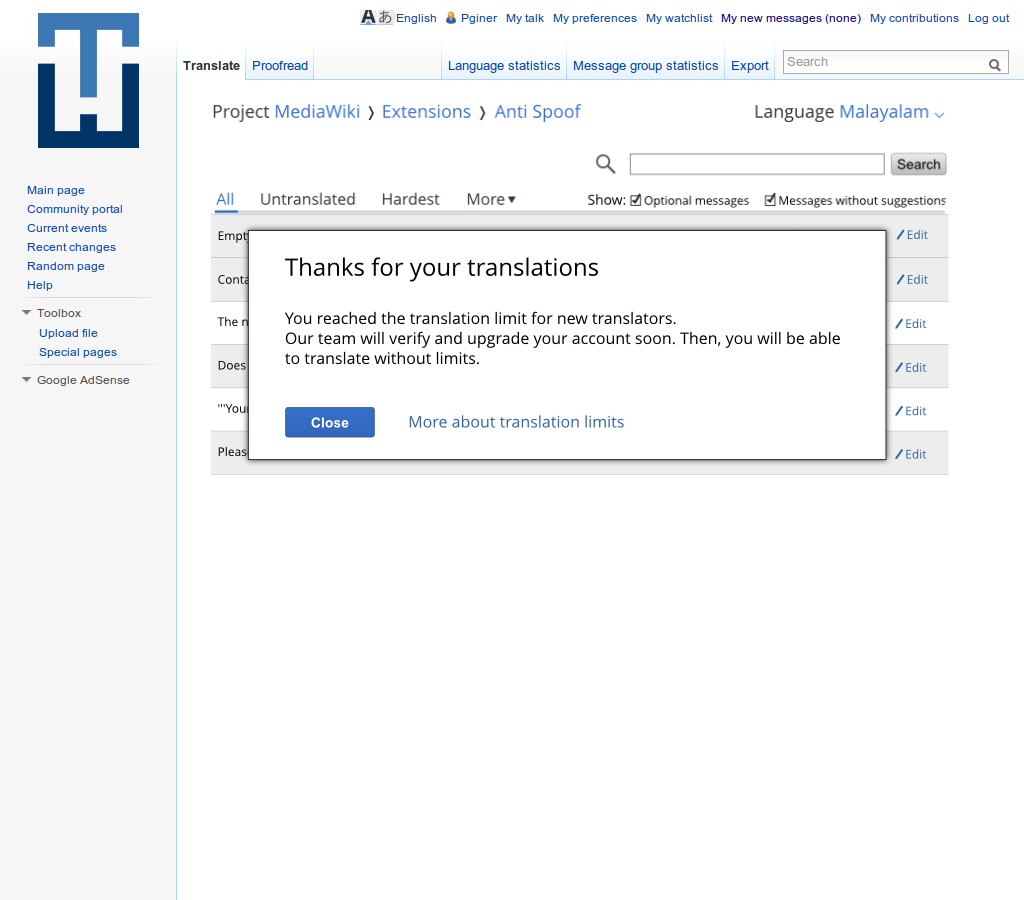 Aあ English Pginer My talk My preferences My watchlist My new messages (none) My contributions Log out
Translate Proofread Language statistics Message group statistics Export Search
Project MediaWiki ❯ Extensions ❯ Anti Spoof Language Malayalam
Search
Main page
Community portal
Current events
Recent changes
Random page
Help
Toolbox
Upload file
Special pages
Google AdSense
All Untranslated Hardest More Show: Optional messages Messages without suggestions
Edit
Edit
The n Edit
Does Edit
'''You Edit
Edit
Thanks for your translations
You reached the translation limit for new translators.
Our team will verify and upgrade your account soon. Then, you will be able
to translate without limits.
Close More about translation limits